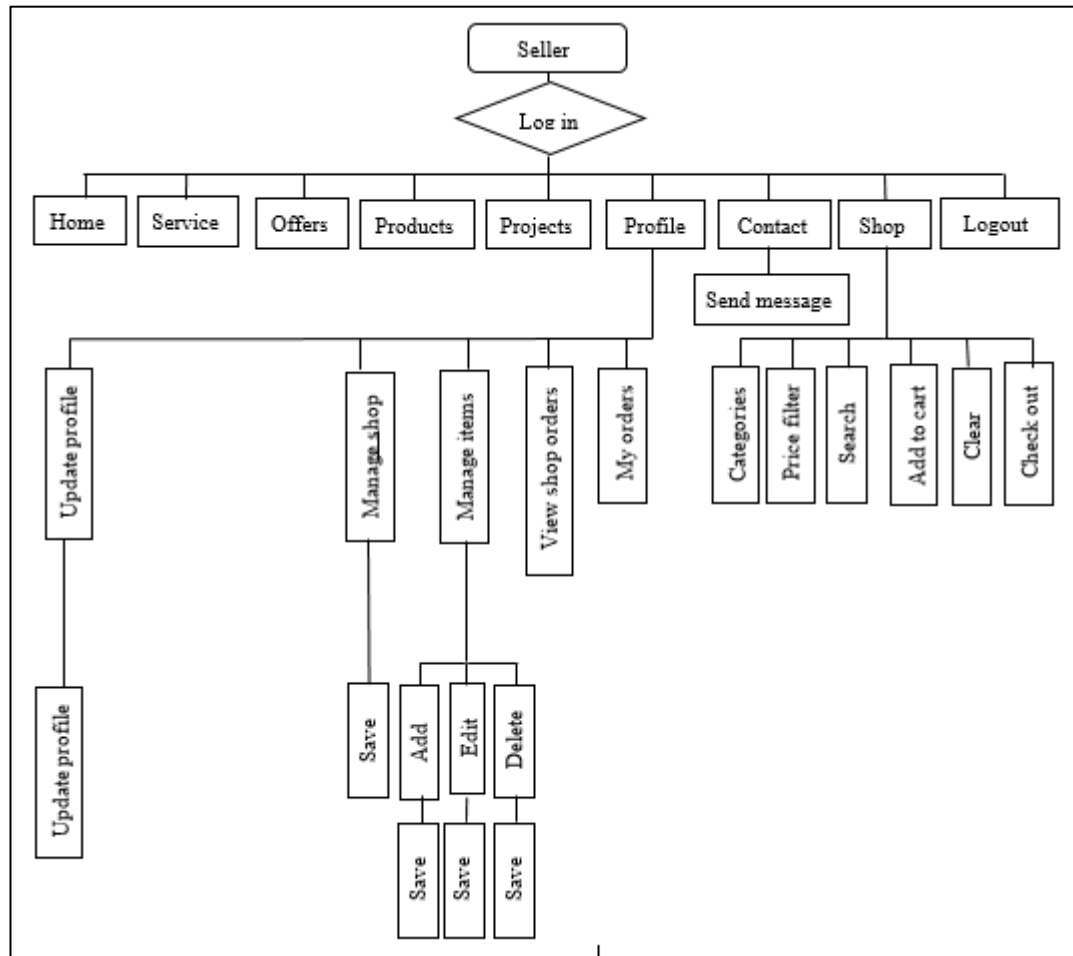 Seller
Log in
Home
Service
Offers
Products
Projects
Profile
Contact
Shop
Logout
Send message
Update profile
Manage shop
Manage items
View shop orders
My orders
Categories
Price filter
Search
Add to cart
Clear
Check out
Update profile
Save
Add
Edit
Delete
Save
Save
Save